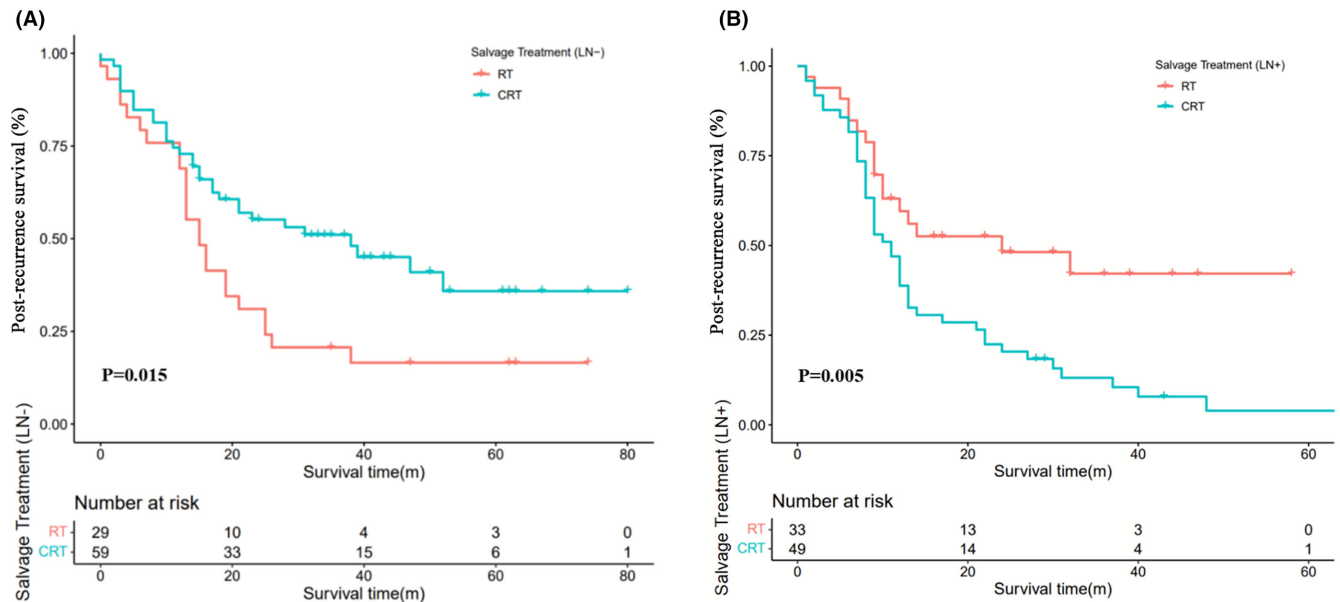 (A)
Salvage Treatment (LN−)
RT
CRT
Post-recurrence survival (%)
1.00
0.75
0.50
0.25
0.00
P=0.015
0 20 40 60 80
Survival time(m)
Salvage Treatment (LN-)
Number at risk
RT 29 10 4 3 0
CRT 59 33 15 6 1
0 20 40 60 80
Survival time(m)
(B)
Salvage Treatment (LN+)
RT
CRT
Post-recurrence survival (%)
1.00
0.75
0.50
0.25
0.00
P=0.005
0 20 40 60
Survival time(m)
Salvage Treatment (LN+)
Number at risk
RT 33 13 3 0
CRT 49 14 4 1
0 20 40 60
Survival time(m)